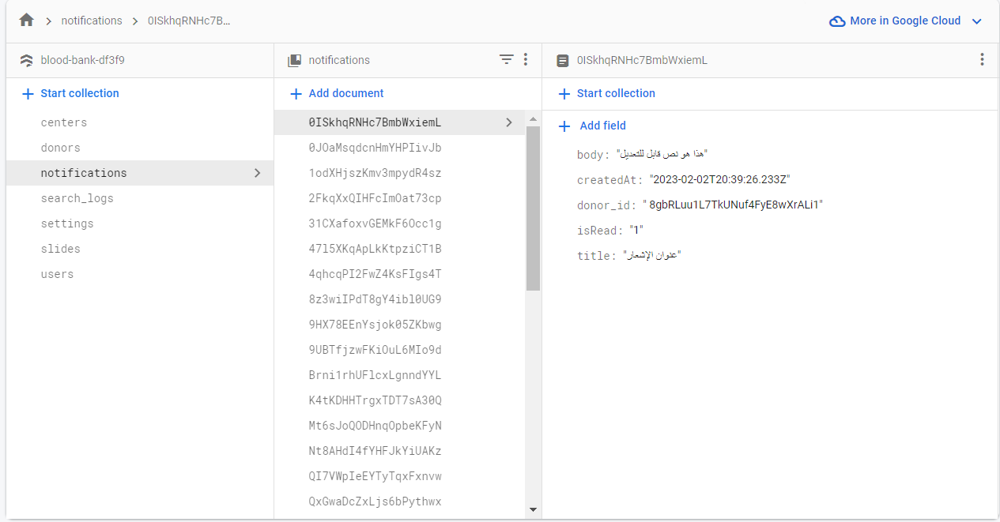 notifications > 0ISkhqRNHc7B...
More in Google Cloud
blood-bank-df3f9
Start collection
centers
donors
notifications
search_logs
settings
slides
users
notifications
Add document
0ISkhqRNHc7BmbWxiemL
0JOaMsqdcnHmYHPIivJb
1odXHjszKmv3mpydR4sz
2FkqXxQIHFcImOat73cp
31CXafoxvGEMkF6Occ1g
47l5XKqApLkKtpziCT1B
4qhcqPI2FwZ4KsFIgs4T
8z3wiIPdT8gY4ibl0UG9
9HX78EEnYsjok05ZKbwg
9UBTfjzwFKiOuL6MIo9d
Brni1rhUFlcxLgnndYYL
K4tKDHHTrgxTDT7sA30Q
Mt6sJoQODHnqOpbeKFyN
Nt8AHdI4fYHFJkYiUAKz
QI7VWpIeEYTyTqxFxnvw
QxGwaDcZxLjs6bPythwx
0ISkhqRNHc7BmbWxiemL
Start collection
Add field
body: "هذا هو نص قابل للتعديل"
createdAt: "2023-02-02T20:39:26.233Z"
donor_id: " 8gbRLuu1L7TkUNuf4FyE8wXrALi1"
isRead: "1"
title: "عنوان الإشعار"